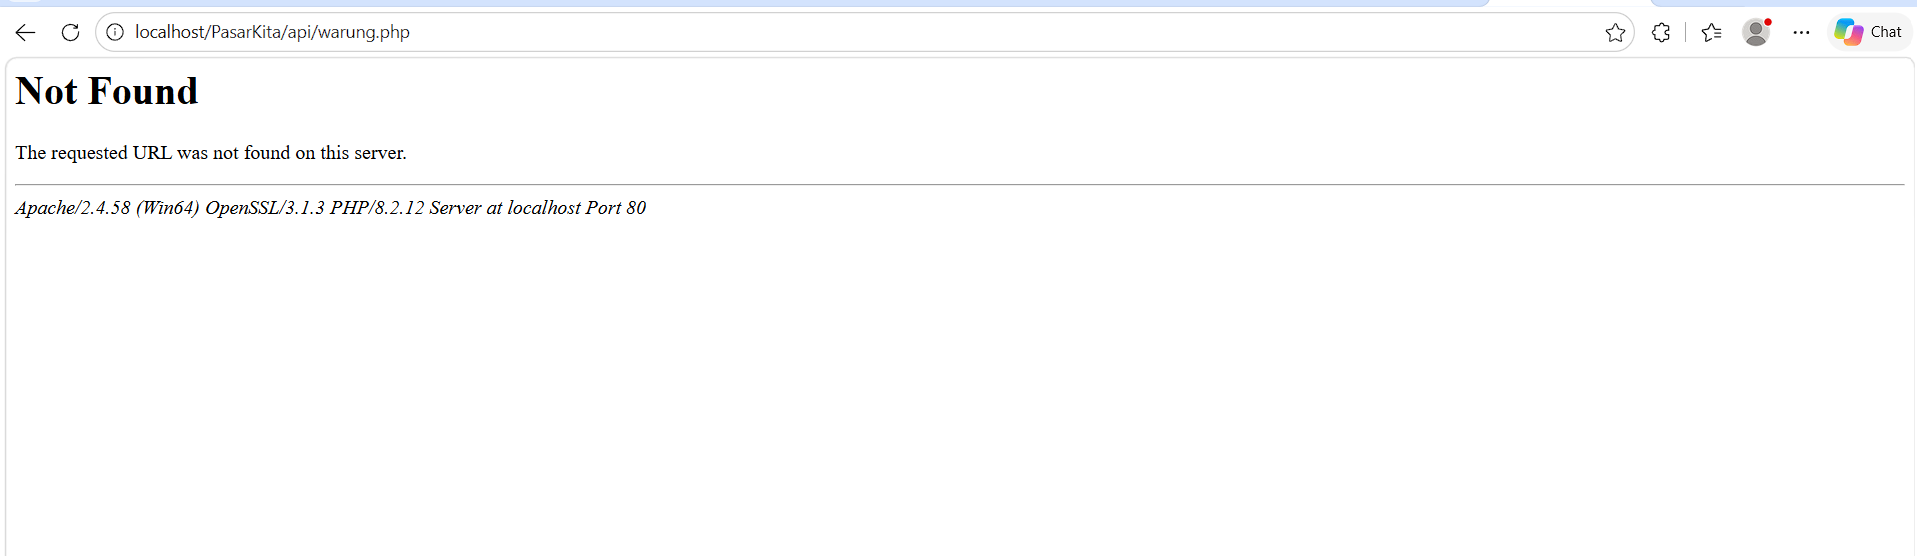 localhost/PasarKita/api/warung.php
Chat
Not Found
The requested URL was not found on this server.
Apache/2.4.58 (Win64) OpenSSL/3.1.3 PHP/8.2.12 Server at localhost Port 80